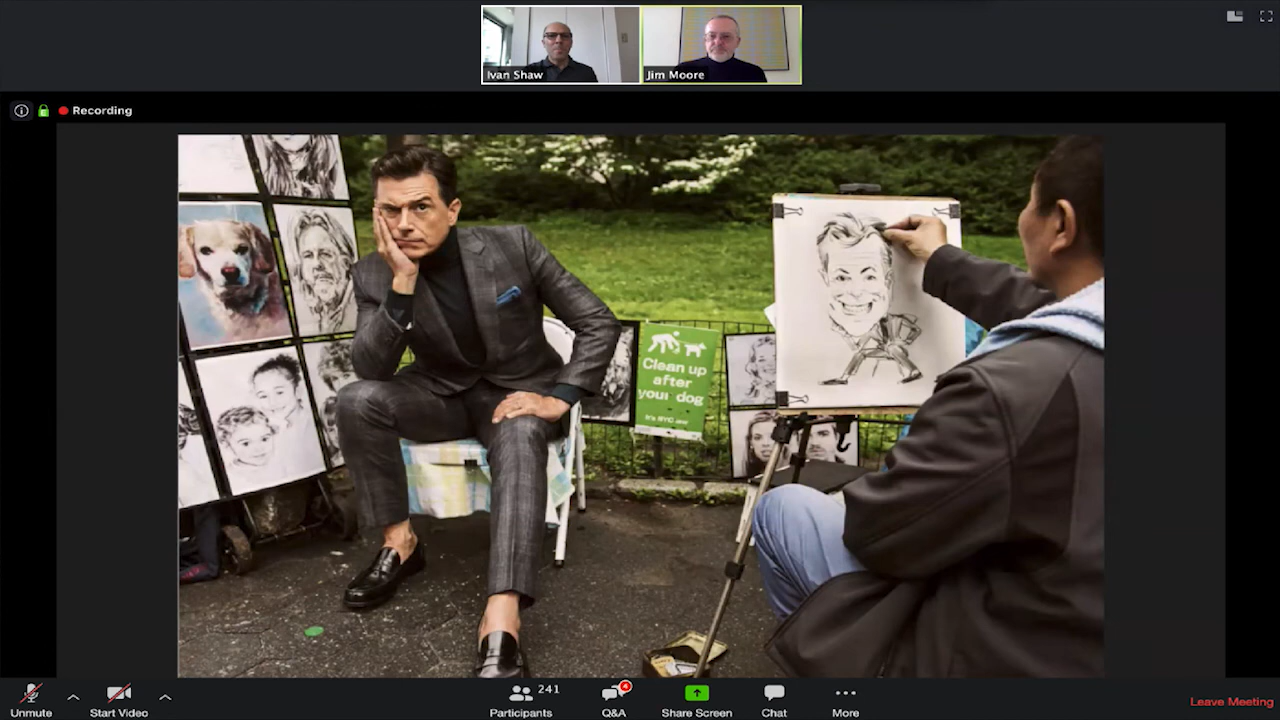 Ivan Shaw
Jim Moore
Recording
Clean up
after
your dog
It's NYC law
4
241
Unmute
Start Video
Participants
Q&A
Share Screen
Chat
More
Leave Meeting